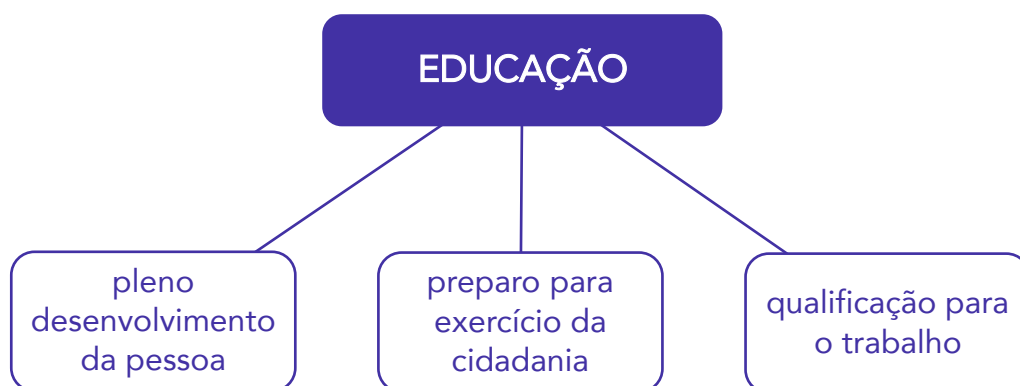 EDUCAÇÃO
pleno
desenvolvimento
da pessoa
preparo para
exercício da
cidadania
qualificação para
o trabalho